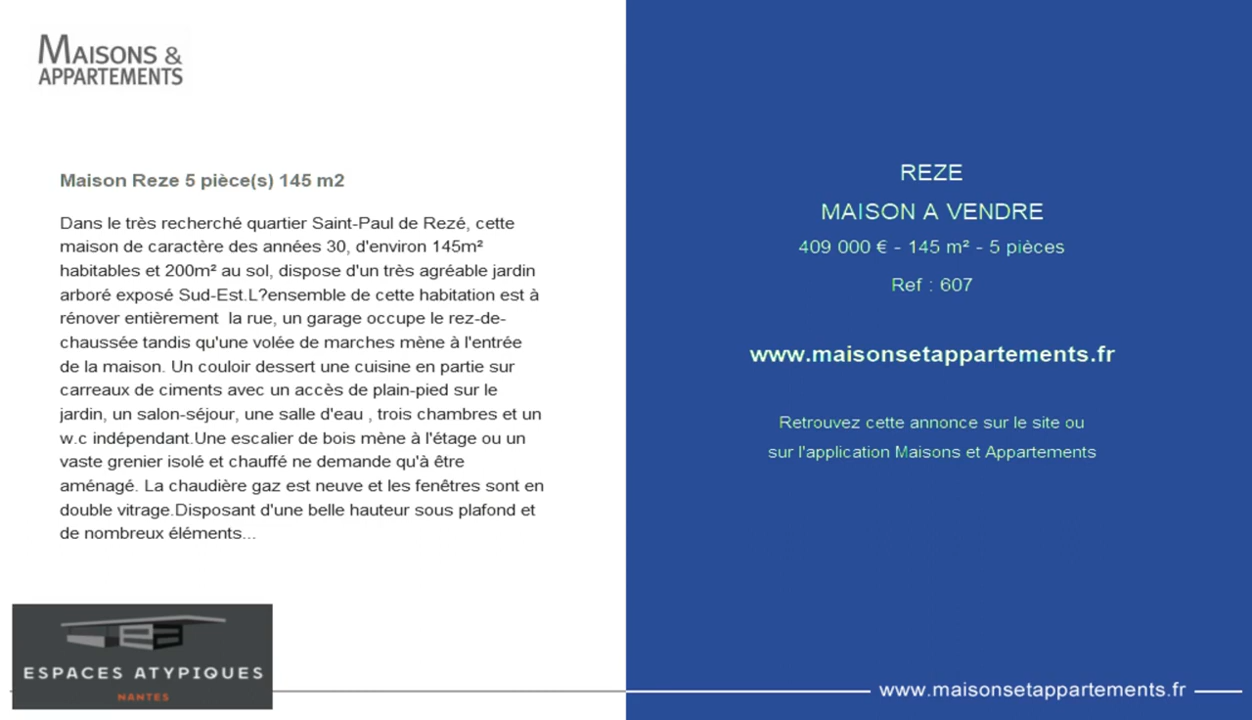 MAISONS &
APPARTEMENTS
Maison Reze 5 pièce(s) 145 m2
Dans le très recherché quartier Saint-Paul de Rezé, cette
maison de caractère des années 30, d'environ 145m²
habitables et 200m² au sol, dispose d'un très agréable jardin
arboré exposé Sud-Est.L?ensemble de cette habitation est à
rénover entièrement  la rue, un garage occupe le rez-de-
chaussée tandis qu'une volée de marches mène à l'entrée
de la maison. Un couloir dessert une cuisine en partie sur
carreaux de ciments avec un accès de plain-pied sur le
jardin, un salon-séjour, une salle d'eau , trois chambres et un
w.c indépendant.Une escalier de bois mène à l'étage ou un
vaste grenier isolé et chauffé ne demande qu'à être
aménagé. La chaudière gaz est neuve et les fenêtres sont en
double vitrage.Disposant d'une belle hauteur sous plafond et
de nombreux éléments...
ESPACES ATYPIQUES
NANTES
REZE
MAISON A VENDRE
409 000 € - 145 m² - 5 pièces
Ref : 607
www.maisonsetappartements.fr
Retrouvez cette annonce sur le site ou
sur l'application Maisons et Appartements
www.maisonsetappartements.fr